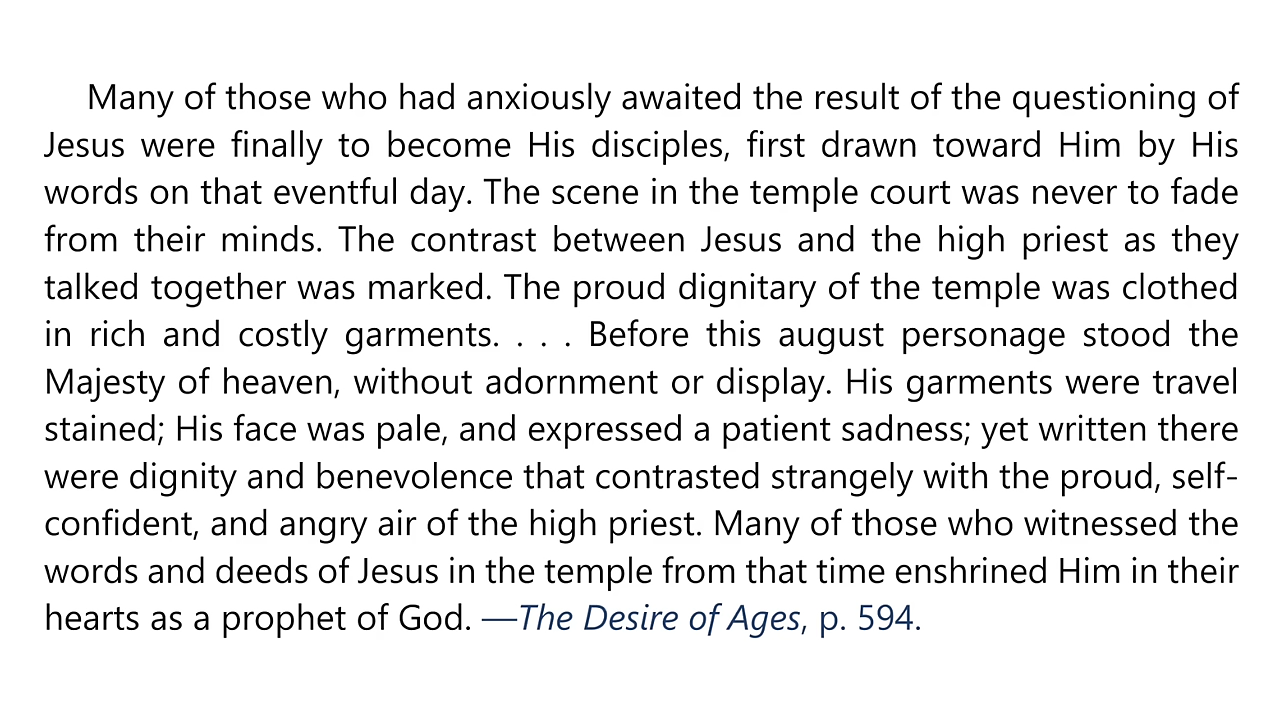 Many of those who had anxiously awaited the result of the questioning of
Jesus were finally to become His disciples, first drawn toward Him by His
words on that eventful day. The scene in the temple court was never to fade
from their minds. The contrast between Jesus and the high priest as they
talked together was marked. The proud dignitary of the temple was clothed
in rich and costly garments. . . . Before this august personage stood the
Majesty of heaven, without adornment or display. His garments were travel
stained; His face was pale, and expressed a patient sadness; yet written there
were dignity and benevolence that contrasted strangely with the proud, self-
confident, and angry air of the high priest. Many of those who witnessed the
words and deeds of Jesus in the temple from that time enshrined Him in their
hearts as a prophet of God. —The Desire of Ages, p. 594.